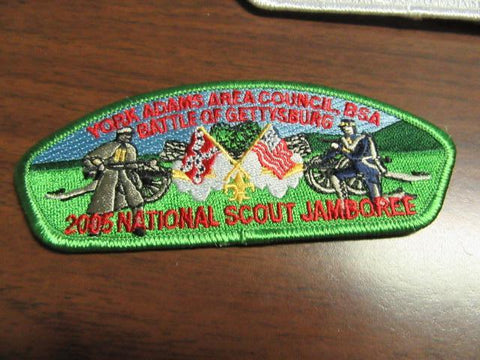 YORK ADAMS AREA COUNCIL, BSA
BATTLE OF GETTYSBURG
2005 NATIONAL SCOUT JAMBOREE